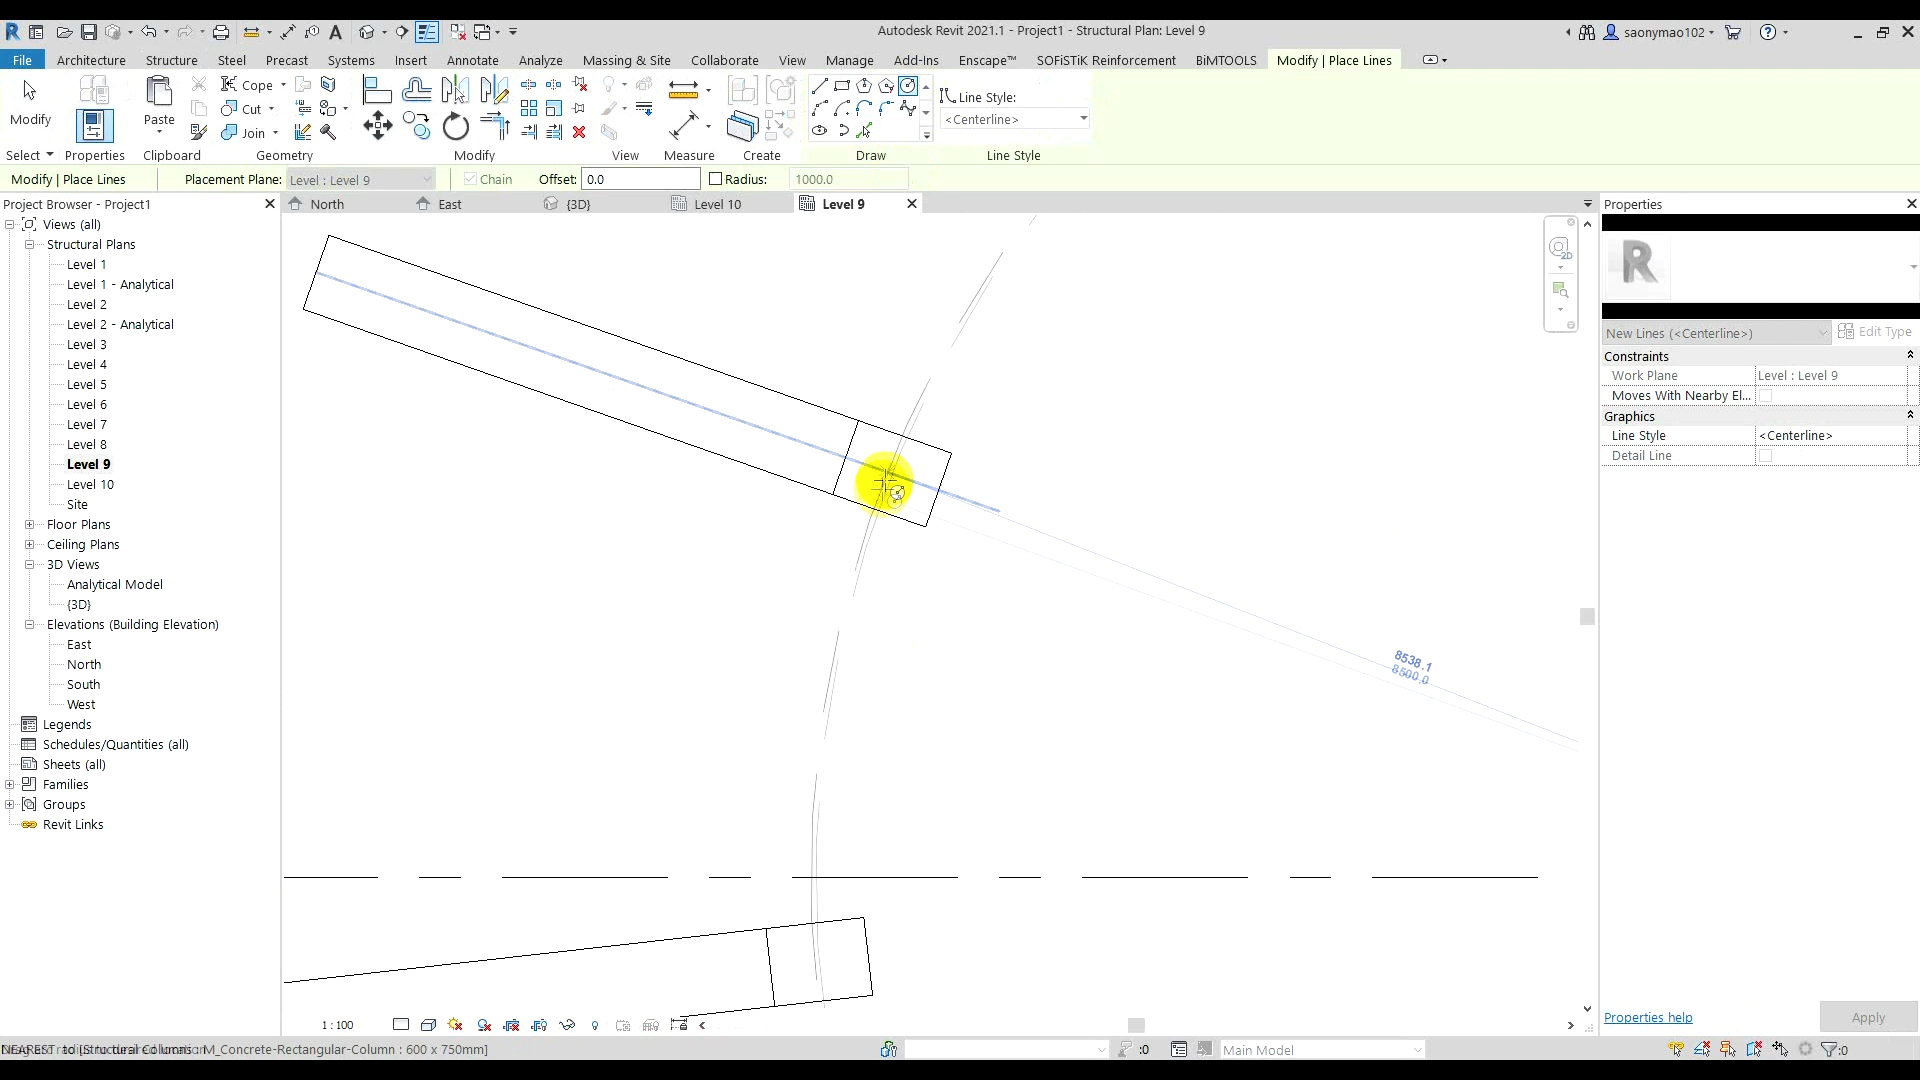 Autodesk Revit 2021.1 - Project1 - Structural Plan: Level 9
saonymao102
File Architecture Structure Steel Precast Systems Insert Annotate Analyze Massing & Site Collaborate View Manage Add-Ins Enscape™ SOFiSTiK Reinforcement BiMTOOLS Modify | Place Lines
Modify
Paste
Cope
Cut
Join
Line Style:
<Centerline>
Select Properties Clipboard Geometry Modify View Measure Create Draw Line Style
Modify | Place Lines Placement Plane: Level : Level 9 Chain Offset: 0.0 Radius: 1000.0
Project Browser - Project1
North East {3D} Level 10 Level 9
Properties
Views (all)
Structural Plans
Level 1
Level 1 - Analytical
Level 2
Level 2 - Analytical
Level 3
Level 4
Level 5
Level 6
Level 7
Level 8
Level 9
Level 10
Site
Floor Plans
Ceiling Plans
3D Views
Analytical Model
{3D}
Elevations (Building Elevation)
East
North
South
West
Legends
Schedules/Quantities (all)
Sheets (all)
Families
Groups
Revit Links
2D
8538.1
8500.0
New Lines (<Centerline>) Edit Type
Constraints
Work Plane Level : Level 9
Moves With Nearby El...
Graphics
Line Style <Centerline>
Detail Line
Properties help Apply
1 : 100
M_Concrete-Rectangular-Column : 600 x 750mm]
:0 Main Model :0